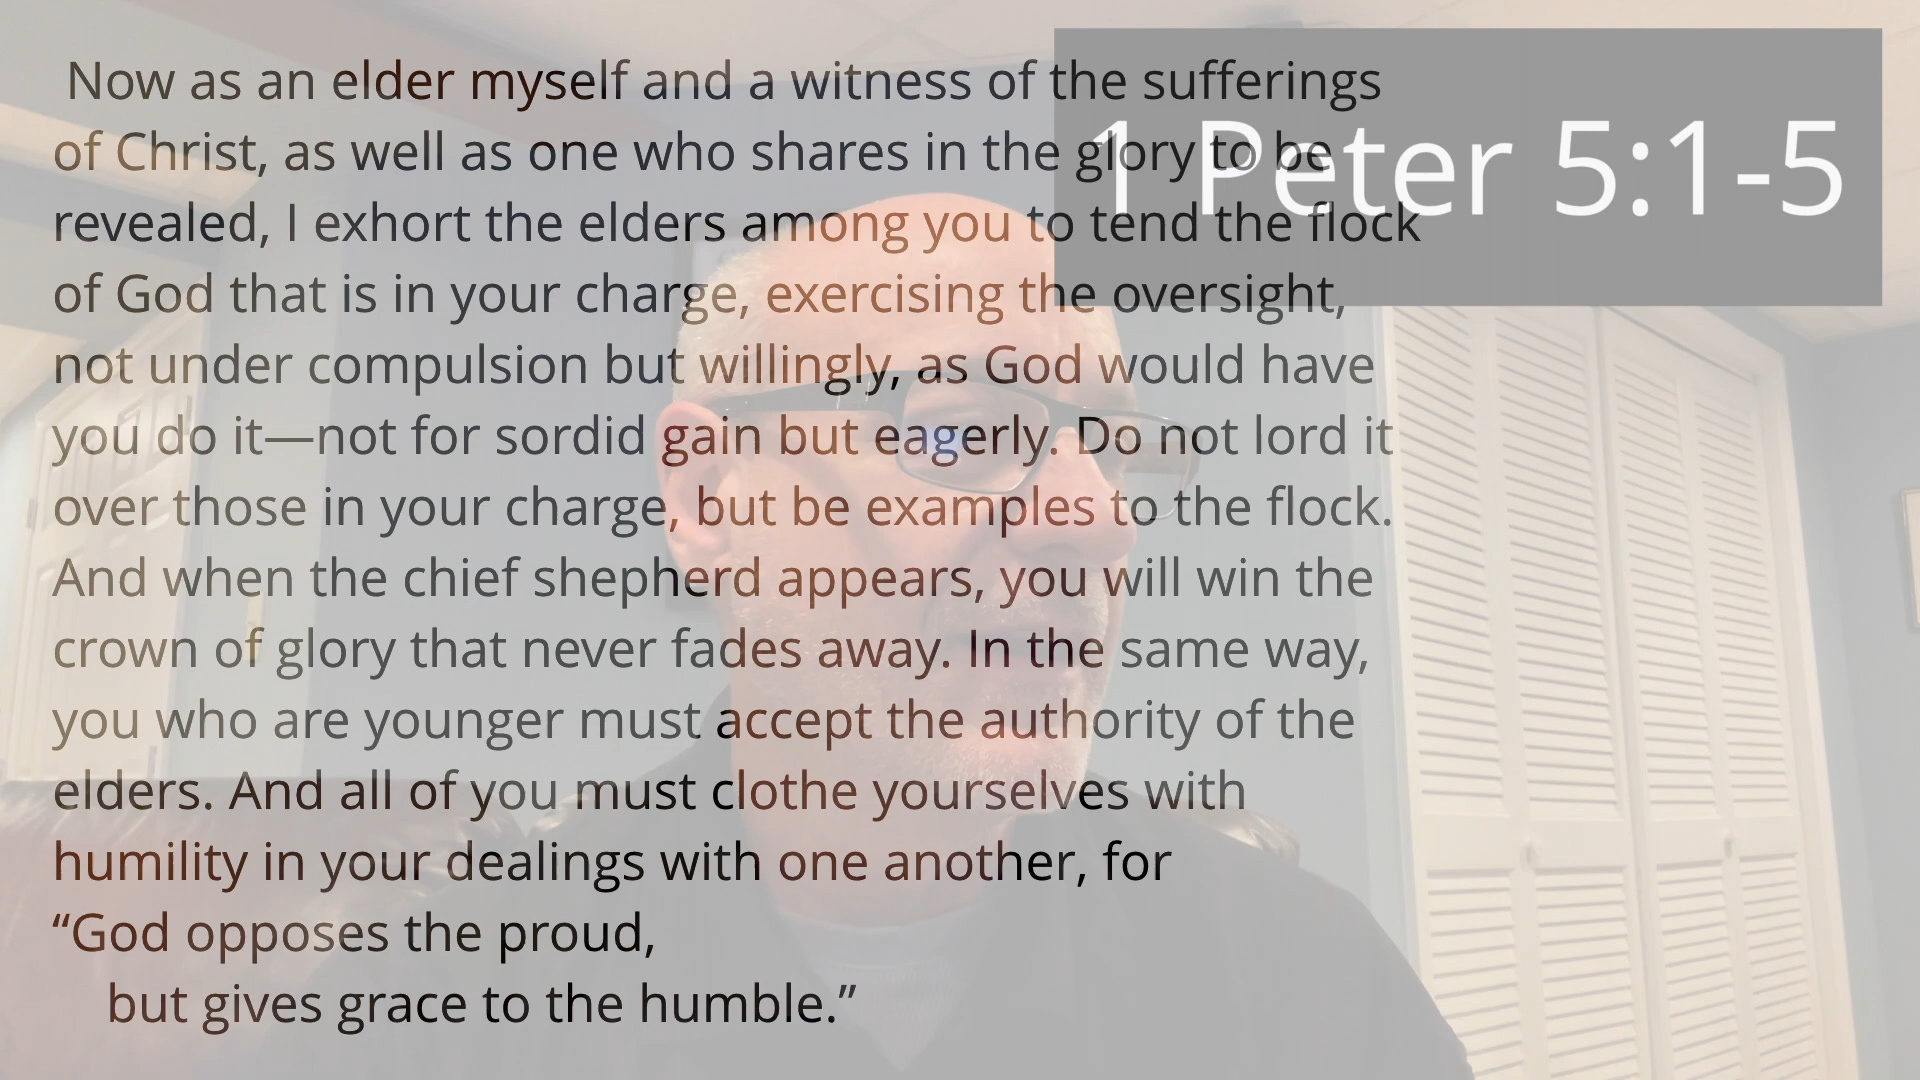 Now as an elder myself and a witness of the sufferings
of Christ, as well as one who shares in the glory to be
revealed, I exhort the elders among you to tend the flock
of God that is in your charge, exercising the oversight,
not under compulsion but willingly, as God would have
you do it—not for sordid gain but eagerly. Do not lord it
over those in your charge, but be examples to the flock.
And when the chief shepherd appears, you will win the
crown of glory that never fades away. In the same way,
you who are younger must accept the authority of the
elders. And all of you must clothe yourselves with
humility in your dealings with one another, for
“God opposes the proud,
but gives grace to the humble.”
1 Peter 5:1-5